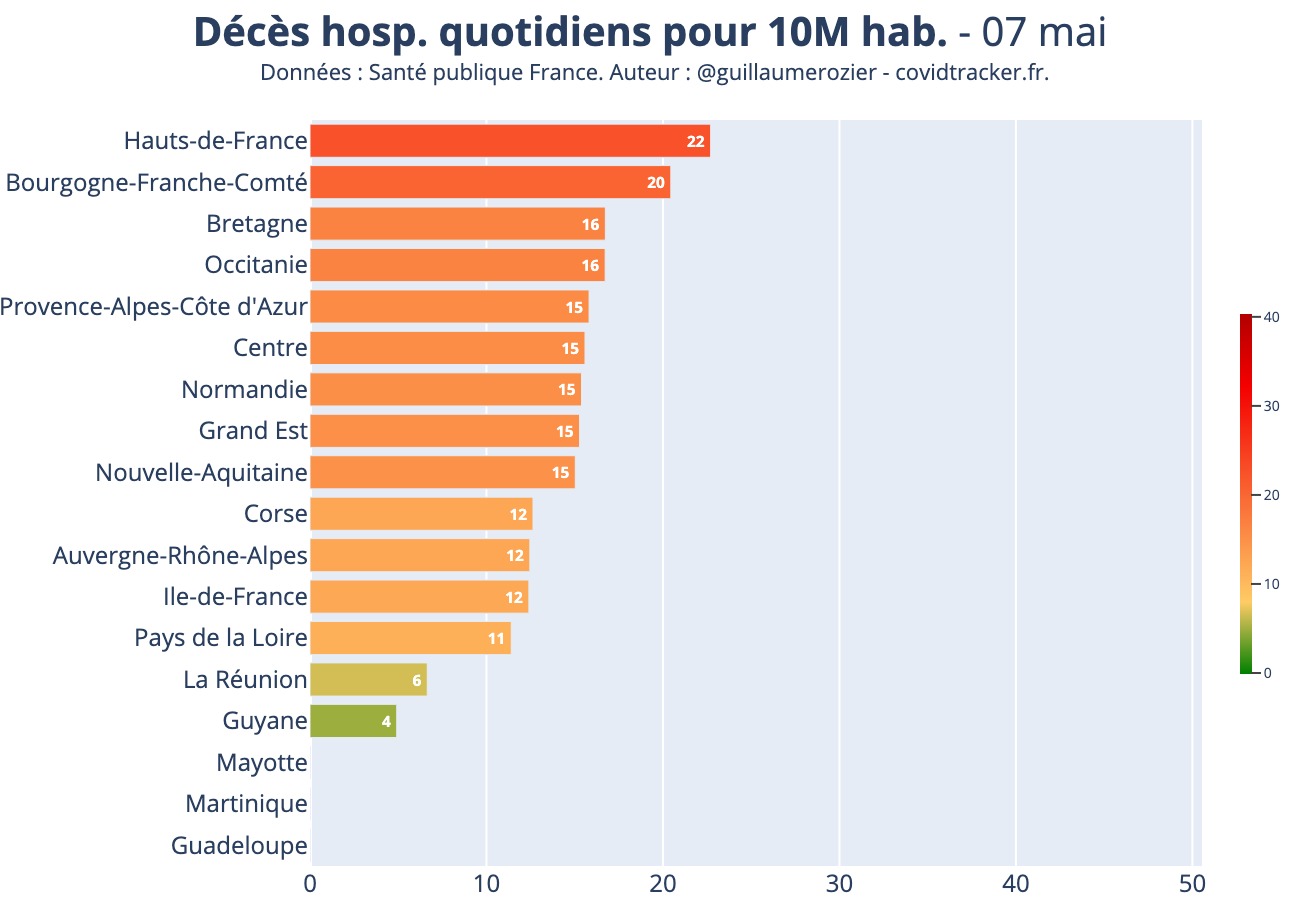 Décès hosp. quotidiens pour 10M hab. - 07 mai
Données : Santé publique France. Auteur : @guillaumerozier - covidtracker.fr.
Hauts-de-France 22
Bourgogne-Franche-Comté 20
Bretagne 16
Occitanie 16
Provence-Alpes-Côte d'Azur 15
Centre 15
Normandie 15
Grand Est 15
Nouvelle-Aquitaine 15
Corse 12
Auvergne-Rhône-Alpes 12
Ile-de-France 12
Pays de la Loire 11
La Réunion 6
Guyane 4
Mayotte
Martinique
Guadeloupe
0 10 20 30 40 50
40
30
20
10
0